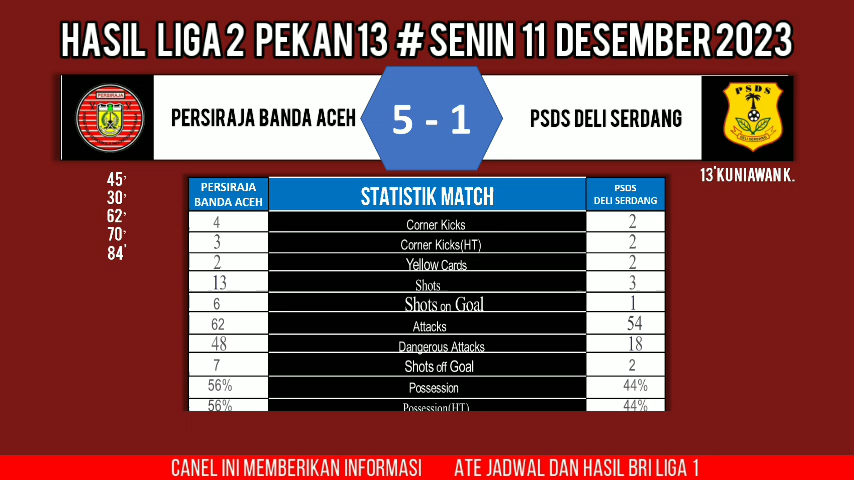 HASIL LIGA 2 PEKAN 13 # SENIN 11 DESEMBER 2023
PERSIRAJA
PERSIRAJA BANDA ACEH
5 - 1
PSDS DELI SERDANG
PSDS
DELI SERDANG
45'
30'
62'
70'
84'
13'KUNIAWAN K.
PERSIRAJA BANDA ACEH STATISTIK MATCH PSDS DELI SERDANG
4 Corner Kicks 2
3 Corner Kicks(HT) 2
2 Yellow Cards 2
13 Shots 3
6 Shots on Goal 1
62 Attacks 54
48 Dangerous Attacks 18
7 Shots off Goal 2
56% Possession 44%
56% Possession(HT) 44%
CANEL INI MEMBERIKAN INFORMASI ATE JADWAL DAN HASIL BRI LIGA 1